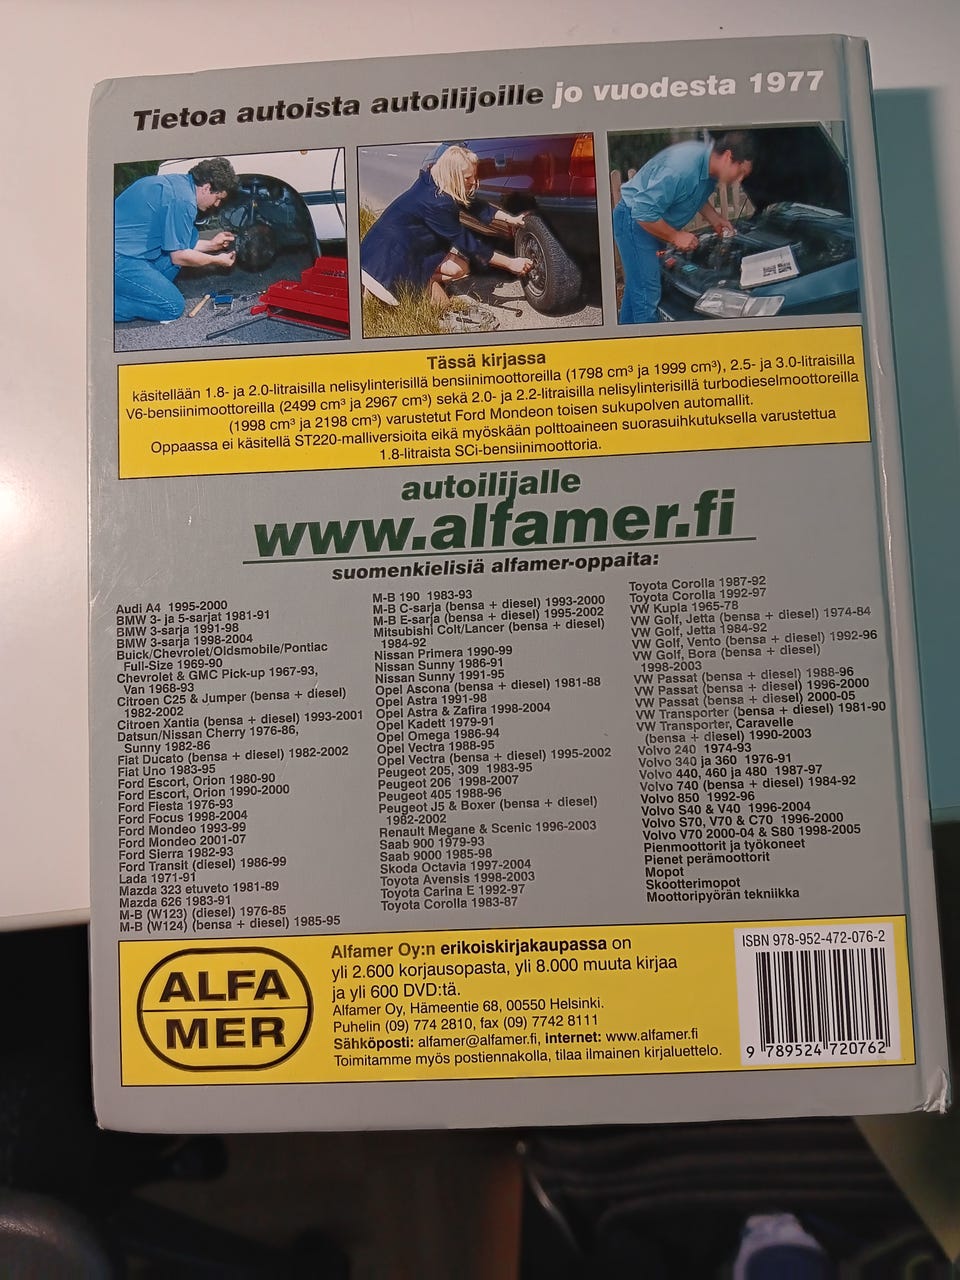 Tietoa autoista autoilijoille jo vuodesta 1977
Tässä kirjassa
käsitellään 1.8- ja 2.0-litraisilla nelisylinterisillä bensiinimoottoreilla (1798 cm³ ja 1999 cm³), 2.5- ja 3.0-litraisilla
V6-bensiinimoottoreilla (2499 cm³ ja 2967 cm³) sekä 2.0- ja 2.2-litraisilla nelisylinterisillä turbodieselmoottoreilla
(1998 cm³ ja 2198 cm³) varustetut Ford Mondeon toisen sukupolven automallit.
Oppaassa ei käsitellä ST220-malliversioita eikä myöskään polttoaineen suorasuihkutuksella varustettua
1.8-litraista SCi-bensiinimoottoria.
autoilijalle
www.alfamer.fi
suomenkielisiä alfamer-oppaita:
Audi A4 1995-2000
BMW 3- ja 5-sarjat 1981-91
BMW 3-sarja 1991-98
BMW 3-sarja 1998-2004
Buick/Chevrolet/Oldsmobile/Pontiac
Full-Size 1969-90
Chevrolet & GMC Pick-up 1967-93,
Van 1968-93
Citroen C25 & Jumper (bensa + diesel)
1982-2002
Citroen Xantia (bensa + diesel) 1993-2001
Datsun/Nissan Cherry 1976-86,
Sunny 1982-86
Fiat Ducato (bensa + diesel) 1982-2002
Fiat Uno 1983-95
Ford Escort, Orion 1980-90
Ford Escort, Orion 1990-2000
Ford Fiesta 1976-93
Ford Focus 1998-2004
Ford Mondeo 1993-99
Ford Mondeo 2001-07
Ford Sierra 1982-93
Ford Transit (diesel) 1986-99
Lada 1971-91
Mazda 323 etuveto 1981-89
Mazda 626 1983-91
M-B (W123) (diesel) 1976-85
M-B (W124) (bensa + diesel) 1985-95
M-B 190 1983-93
M-B C-sarja (bensa + diesel) 1993-2000
M-B E-sarja (bensa + diesel) 1995-2002
Mitsubishi Colt/Lancer (bensa + diesel)
1984-92
Nissan Primera 1990-99
Nissan Sunny 1986-91
Nissan Sunny 1991-95
Opel Ascona (bensa + diesel) 1981-88
Opel Astra 1991-98
Opel Astra & Zafira 1998-2004
Opel Kadett 1979-91
Opel Omega 1986-94
Opel Vectra 1988-95
Opel Vectra (bensa + diesel) 1995-2002
Peugeot 205, 309 1983-95
Peugeot 206 1998-2007
Peugeot 405 1988-96
Peugeot J5 & Boxer (bensa + diesel)
1982-2002
Renault Megane & Scenic 1996-2003
Saab 900 1979-93
Saab 9000 1985-98
Skoda Octavia 1997-2004
Toyota Avensis 1998-2003
Toyota Carina E 1992-97
Toyota Corolla 1983-87
Toyota Corolla 1987-92
Toyota Corolla 1992-97
VW Kupla 1965-78
VW Golf, Jetta (bensa + diesel) 1974-84
VW Golf, Jetta 1984-92
VW Golf, Vento (bensa + diesel) 1992-96
VW Golf, Bora (bensa + diesel)
1998-2003
VW Passat (bensa + diesel) 1988-96
VW Passat (bensa + diesel) 1996-2000
VW Passat (bensa + diesel) 2000-05
VW Transporter (bensa + diesel) 1981-90
VW Transporter, Caravelle
(bensa + diesel) 1990-2003
Volvo 240 1974-93
Volvo 340 ja 360 1976-91
Volvo 440, 460 ja 480 1987-97
Volvo 740 (bensa + diesel) 1984-92
Volvo 850 1992-96
Volvo S40 & V40 1996-2004
Volvo S70, V70 & C70 1996-2000
Volvo V70 2000-04 & S80 1998-2005
Pienmoottorit ja työkoneet
Pienet perämoottorit
Mopot
Skootterimopot
Moottoripyörän tekniikka
ALFA
MER
Alfamer Oy:n erikoiskirjakaupassa on
yli 2.600 korjausopasta, yli 8.000 muuta kirjaa
ja yli 600 DVD:tä.
Alfamer Oy, Hämeentie 68, 00550 Helsinki.
Puhelin (09) 774 2810, fax (09) 7742 8111
Sähköposti: alfamer@alfamer.fi, internet: www.alfamer.fi
Toimitamme myös postiennakolla, tilaa ilmainen kirjaluettelo.
ISBN 978-952-472-076-2
9 789524 720762